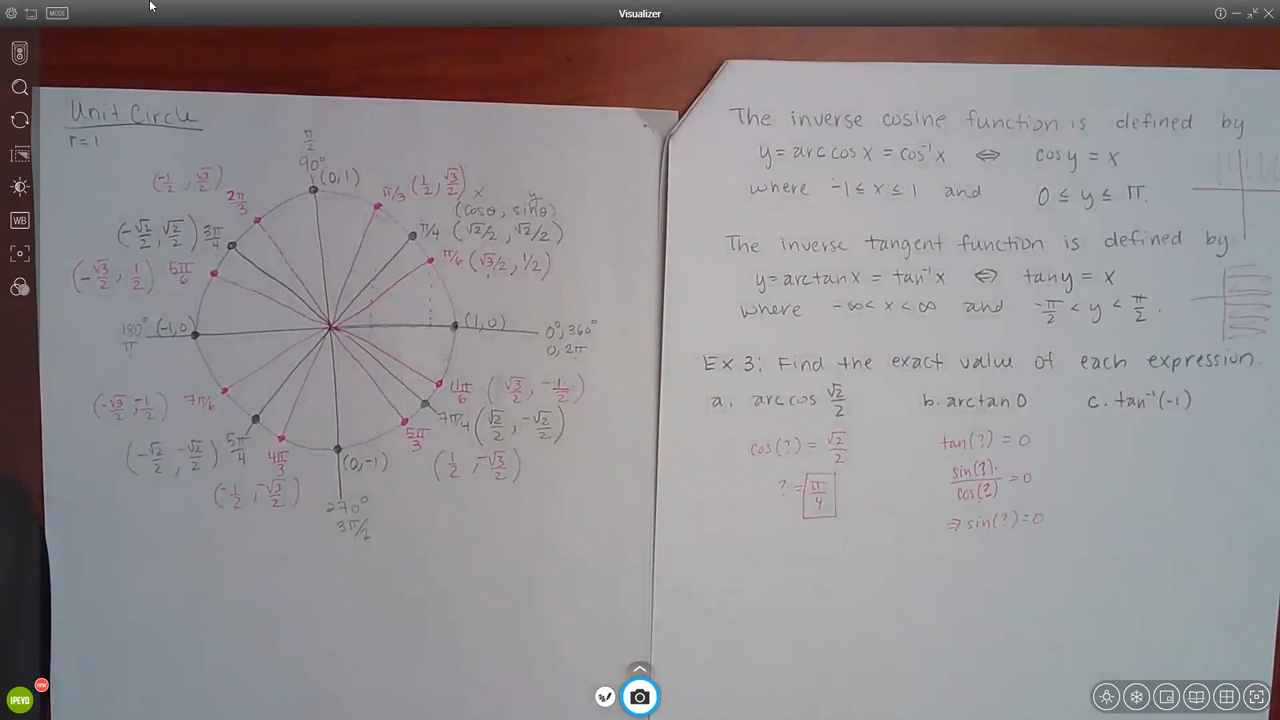 MODE
Visualizer
Unit Circle
r = 1
π/2
90°
(0,1)
(-1/2, √3/2)
2π/3
π/3 (1/2, √3/2) x y
(cosθ, sinθ)
(-√2/2, √2/2) 3π/4
π/4 (√2/2, √2/2)
(-√3/2, 1/2) 5π/6
π/6 (√3/2, 1/2)
180° (-1,0)
π
(1,0) 0°, 360°
0, 2π
(-√3/2, -1/2) 7π/6
11π/6 (√3/2, -1/2)
7π/4 (√2/2, -√2/2)
(-√2/2, -√2/2) 5π/4
4π/3
(-1/2, -√3/2)
5π/3
(1/2, -√3/2)
(0,-1)
270°
3π/2
The inverse cosine function is defined by
y = arccos x = cos⁻¹x ⇔ cos y = x
where -1 ≤ x ≤ 1 and 0 ≤ y ≤ π.
The inverse tangent function is defined by
y = arctan x = tan⁻¹x ⇔ tan y = x
where -∞ < x < ∞ and -π/2 < y < π/2.
Ex 3: Find the exact value of each expression.
a. arccos √2/2 b. arctan 0 c. tan⁻¹(-1)
cos(?) = √2/2
? = π/4
tan(?) = 0
sin(?)/cos(?) = 0
⇒ sin(?) = 0
IPEVO
new
WB